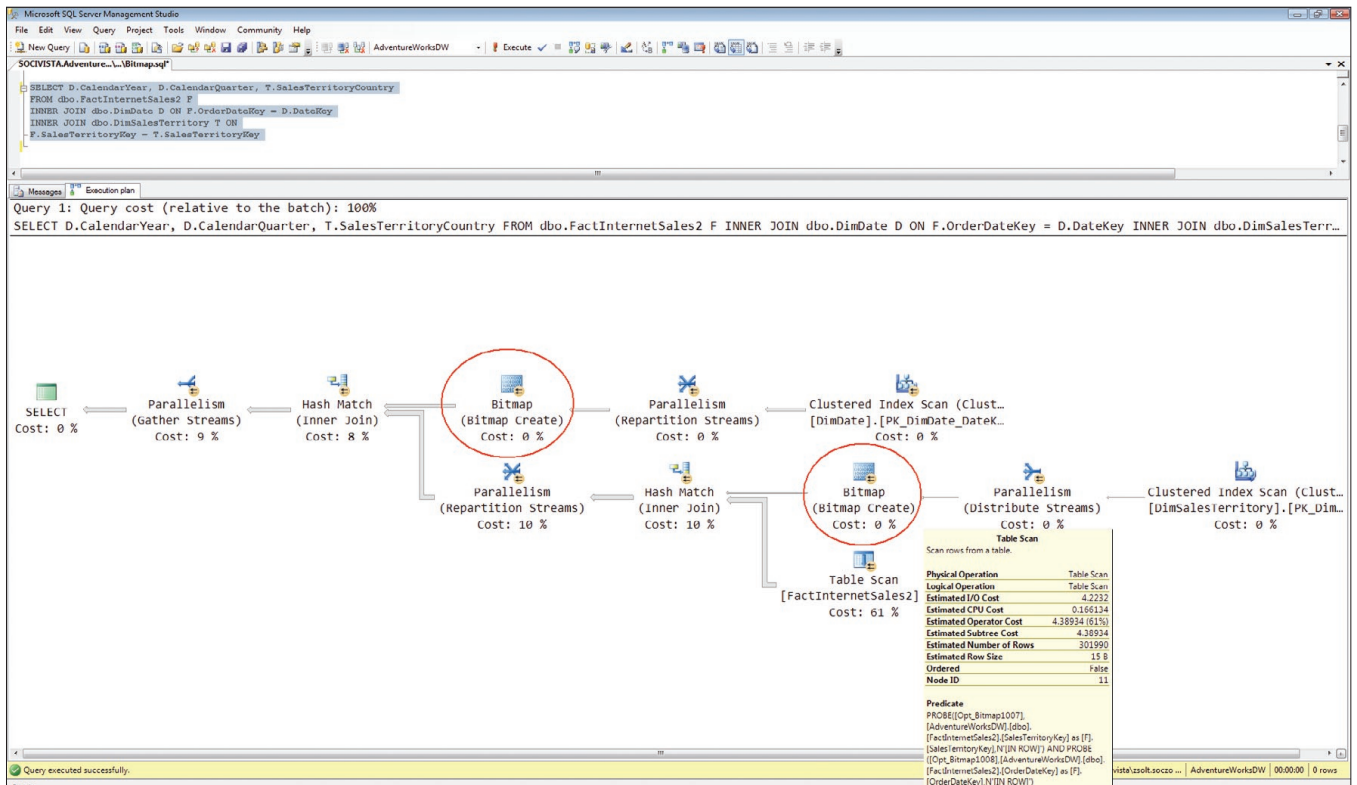 Microsoft SQL Server Management Studio
File Edit View Query Project Tools Window Community Help
New Query AdventureWorksDW Execute
SOCIVISTA.Adventure...\...\Bitmap.sql*
SELECT D.CalendarYear, D.CalendarQuarter, T.SalesTerritoryCountry
FROM dbo.FactInternetSales2 F
INNER JOIN dbo.DimDate D ON F.OrderDateKey = D.DateKey
INNER JOIN dbo.DimSalesTerritory T ON
F.SalesTerritoryKey = T.SalesTerritoryKey
Messages Execution plan
Query 1: Query cost (relative to the batch): 100%
SELECT D.CalendarYear, D.CalendarQuarter, T.SalesTerritoryCountry FROM dbo.FactInternetSales2 F INNER JOIN dbo.DimDate D ON F.OrderDateKey = D.DateKey INNER JOIN dbo.DimSalesTerr...
SELECT
Cost: 0 %
Parallelism
(Gather Streams)
Cost: 9 %
Hash Match
(Inner Join)
Cost: 8 %
Bitmap
(Bitmap Create)
Cost: 0 %
Parallelism
(Repartition Streams)
Cost: 0 %
Clustered Index Scan (Clust...
[DimDate].[PK_DimDate_DateK...
Cost: 0 %
Parallelism
(Repartition Streams)
Cost: 10 %
Hash Match
(Inner Join)
Cost: 10 %
Bitmap
(Bitmap Create)
Cost: 0 %
Parallelism
(Distribute Streams)
Cost: 0 %
Clustered Index Scan (Clust...
[DimSalesTerritory].[PK_Dim...
Cost: 0 %
Table Scan
[FactInternetSales2]
Cost: 61 %
Table Scan
Scan rows from a table.
Physical Operation Table Scan
Logical Operation Table Scan
Estimated I/O Cost 4.2232
Estimated CPU Cost 0.166134
Estimated Operator Cost 4.38934 (61%)
Estimated Subtree Cost 4.38934
Estimated Number of Rows 301990
Estimated Row Size 15 B
Ordered False
Node ID 11
Predicate
PROBE([Opt_Bitmap1007],
[AdventureWorksDW].[dbo].
[FactInternetSales2].[SalesTerritoryKey] as [F].
[SalesTerritoryKey],N'[IN ROW]') AND PROBE
([Opt_Bitmap1008],[AdventureWorksDW].[dbo].
[FactInternetSales2].[OrderDateKey] as [F].
[OrderDateKey],N'[IN ROW]')
Query executed successfully.
vista\zsolt.soczo ... AdventureWorksDW 00:00:00 0 rows